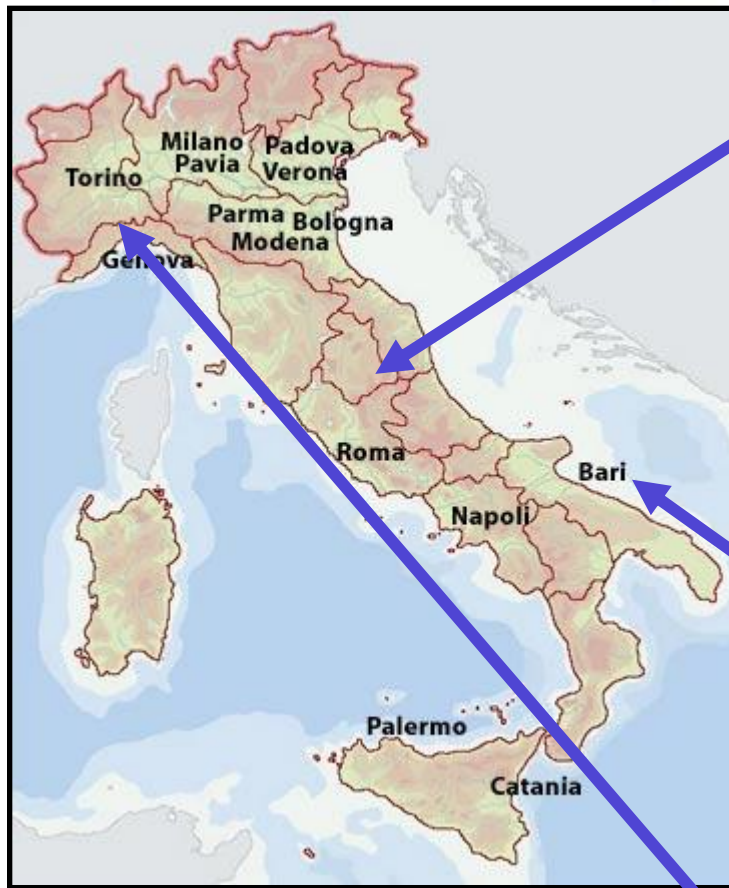 Milano
Pavia
Padova
Verona
Torino
Parma
Bologna
Modena
Genova
Roma
Bari
Napoli
Palermo
Catania